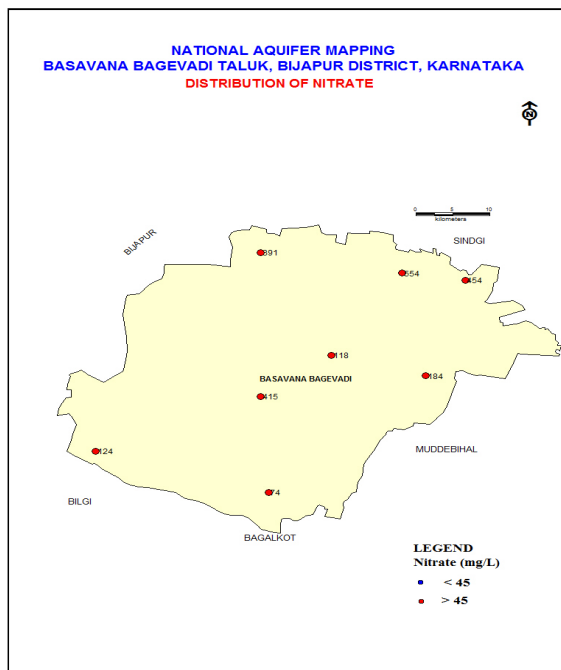 NATIONAL AQUIFER MAPPING
BASAVANA BAGEVADI TALUK, BIJAPUR DISTRICT, KARNATAKA
DISTRIBUTION OF NITRATE
N
0 5 10
kilometers
BIJAPUR
SINDGI
391
554
454
118
184
BASAVANA BAGEVADI
415
124
MUDDEBIHAL
74
BILGI
BAGALKOT
LEGEND
Nitrate (mg/L)
< 45
> 45